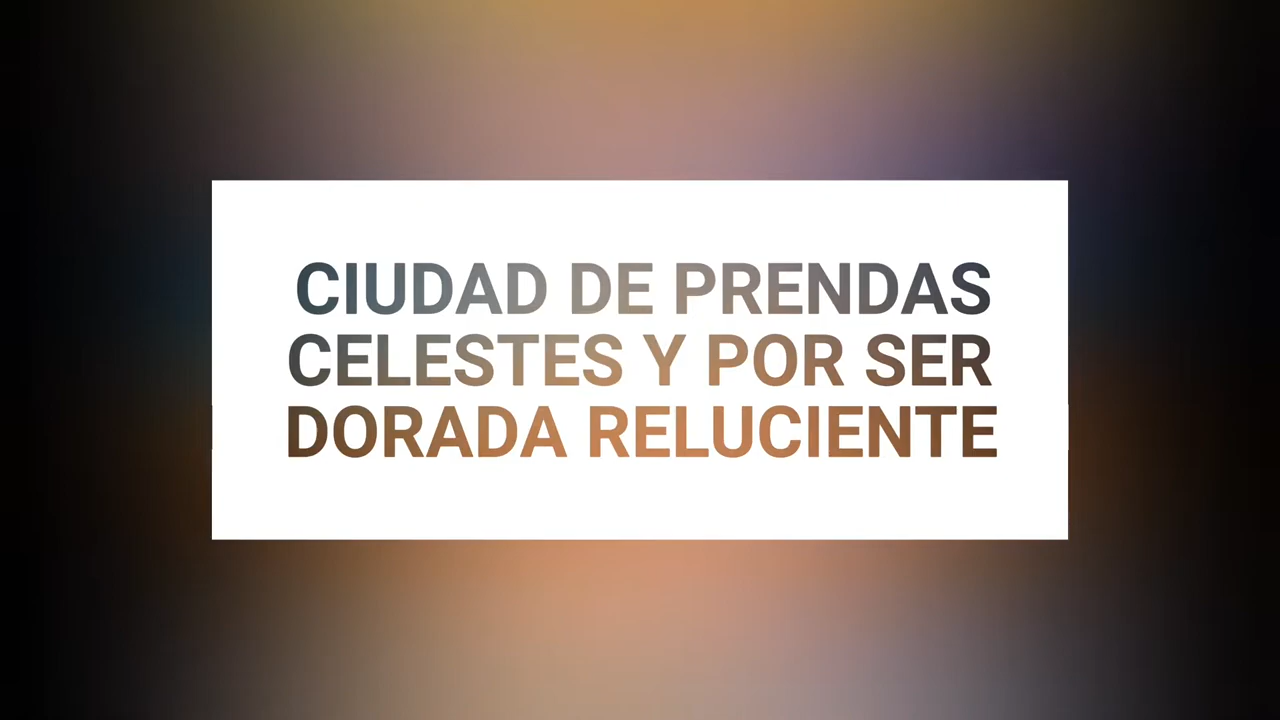 CIUDAD DE PRENDAS
CELESTES Y POR SER
DORADA RELUCIENTE